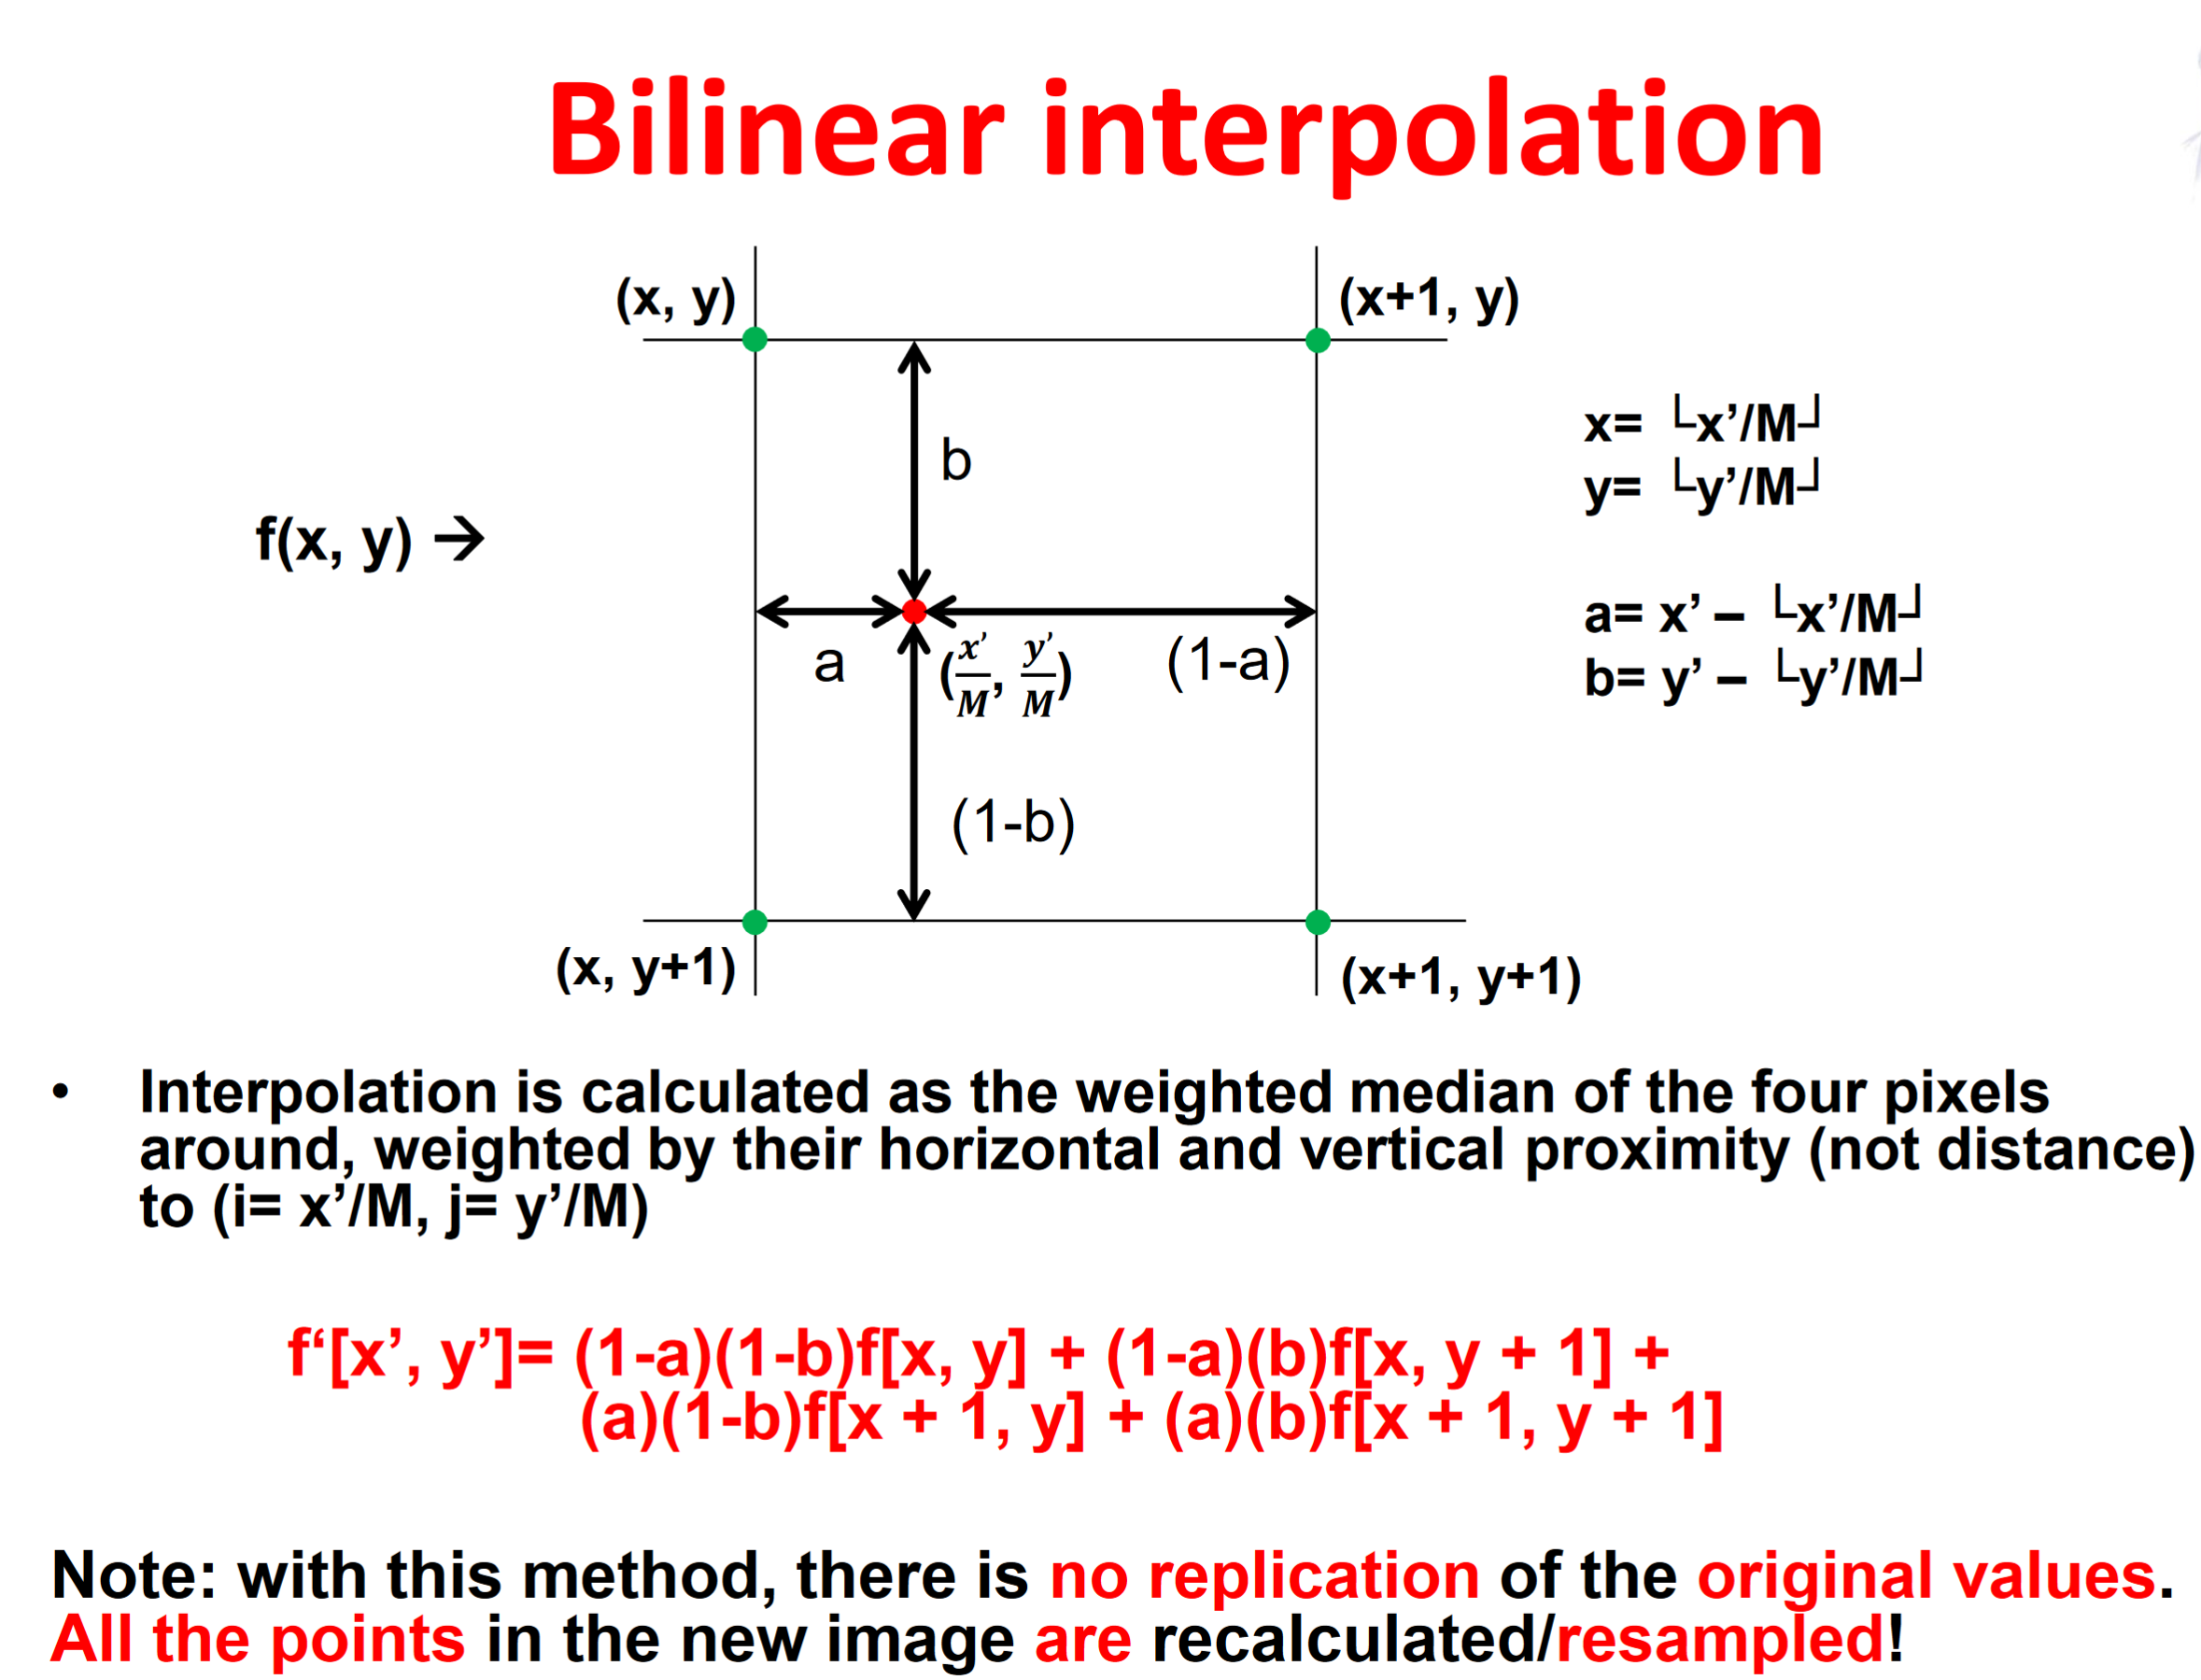 Bilinear interpolation
(x, y)
(x+1, y)
b
x= └x’/M┘
y= └y’/M┘
f(x, y) →
a= x’ – └x’/M┘
b= y’ – └y’/M┘
a
(x’/M, y’/M)
(1-a)
(1-b)
(x, y+1)
(x+1, y+1)
• Interpolation is calculated as the weighted median of the four pixels
around, weighted by their horizontal and vertical proximity (not distance)
to (i= x’/M, j= y’/M)
f‘[x’, y’]= (1-a)(1-b)f[x, y] + (1-a)(b)f[x, y + 1] +
(a)(1-b)f[x + 1, y] + (a)(b)f[x + 1, y + 1]
Note: with this method, there is no replication of the original values.
All the points in the new image are recalculated/resampled!